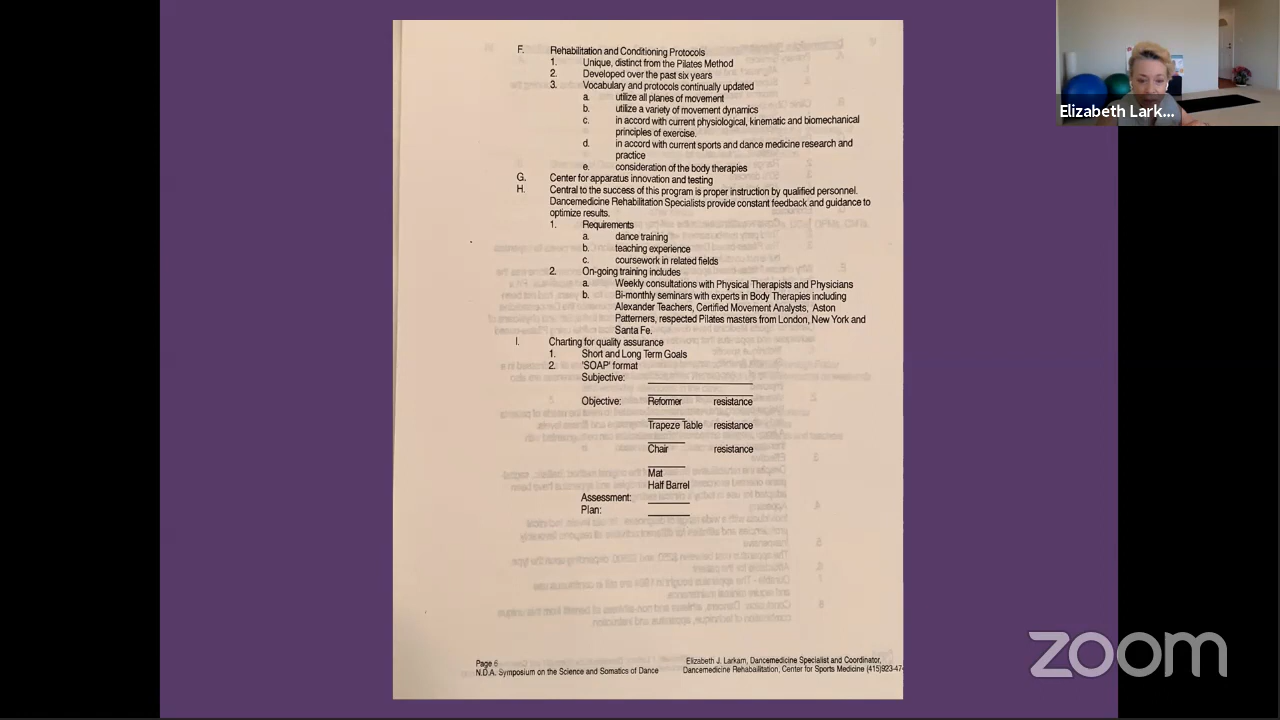 F. Rehabilitation and Conditioning Protocols
1. Unique, distinct from the Pilates Method
2. Developed over the past six years
3. Vocabulary and protocols continually updated
a. utilize all planes of movement
b. utilize a variety of movement dynamics
c. in accord with current physiological, kinematic and biomechanical
principles of exercise.
d. in accord with current sports and dance medicine research and
practice
e. consideration of the body therapies
G. Center for apparatus innovation and testing
H. Central to the success of this program is proper instruction by qualified personnel.
Dancemedicine Rehabilitation Specialists provide constant feedback and guidance to
optimize results.
1. Requirements
a. dance training
b. teaching experience
c. coursework in related fields
2. On-going training includes
a. Weekly consultations with Physical Therapists and Physicians
b. Bi-monthly seminars with experts in Body Therapies including
Alexander Teachers, Certified Movement Analysts, Aston
Patterners, respected Pilates masters from London, New York and
Santa Fe.
I. Charting for quality assurance
1. Short and Long Term Goals
2. 'SOAP' format
Subjective:
Objective: Reformer resistance
Trapeze Table resistance
Chair resistance
Mat
Half Barrel
Assessment:
Plan:
Page 6
N.D.A. Symposium on the Science and Somatics of Dance
Elizabeth J. Larkam, Dancemedicine Specialist and Coordinator,
Dancemedicine Rehabilitation, Center for Sports Medicine (415)923-47
Elizabeth Lark...
zoom